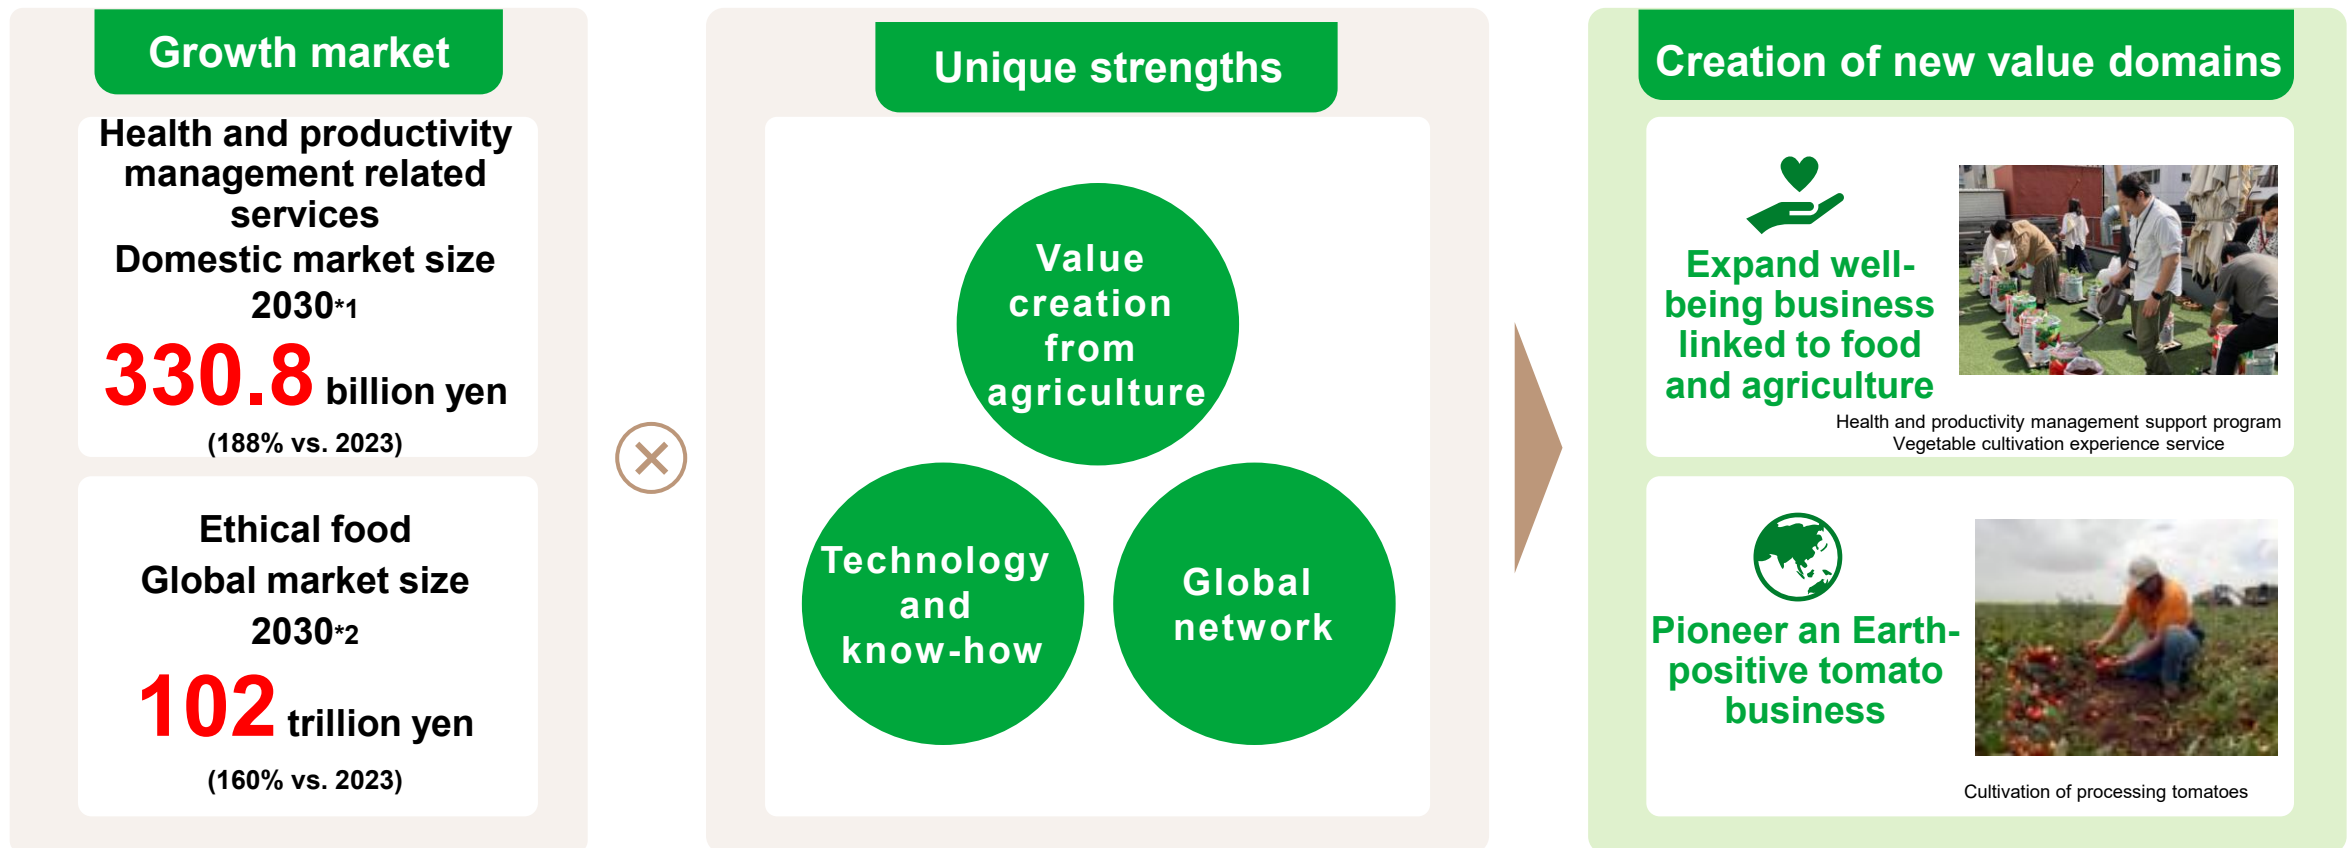 Growth market
Health and productivity
management related
services
Domestic market size
2030*1
330.8 billion yen
(188% vs. 2023)
Ethical food
Global market size
2030*2
102 trillion yen
(160% vs. 2023)
Unique strengths
Value
creation
from
agriculture
Technology
and
know-how
Global
network
Creation of new value domains
Expand well-
being business
linked to food
and agriculture
Health and productivity management support program
Vegetable cultivation experience service
Pioneer an Earth-
positive tomato
business
Cultivation of processing tomatoes